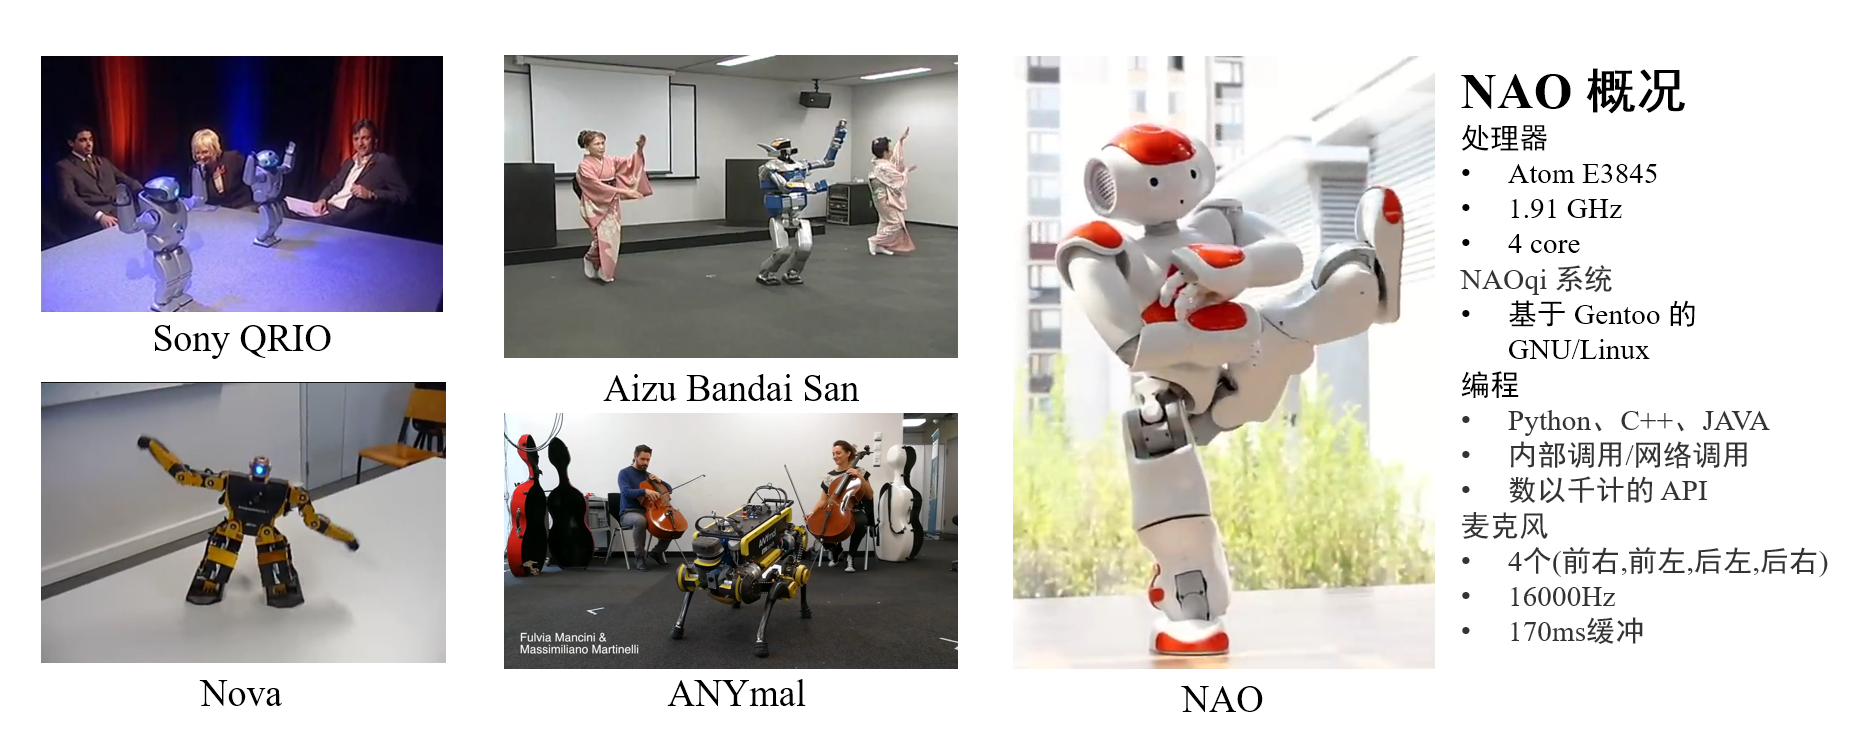 Sony QRIO
Nova
Aizu Bandai San
ANYmal
Fulvia Mancini &
Massimiliano Martinelli
ANYmal
NAO
NAO 概况
处理器
• Atom E3845
• 1.91 GHz
• 4 core
NAOqi 系统
• 基于 Gentoo 的
GNU/Linux
编程
• Python、C++、JAVA
• 内部调用/网络调用
• 数以千计的 API
麦克风
• 4个(前右,前左,后左,后右)
• 16000Hz
• 170ms缓冲